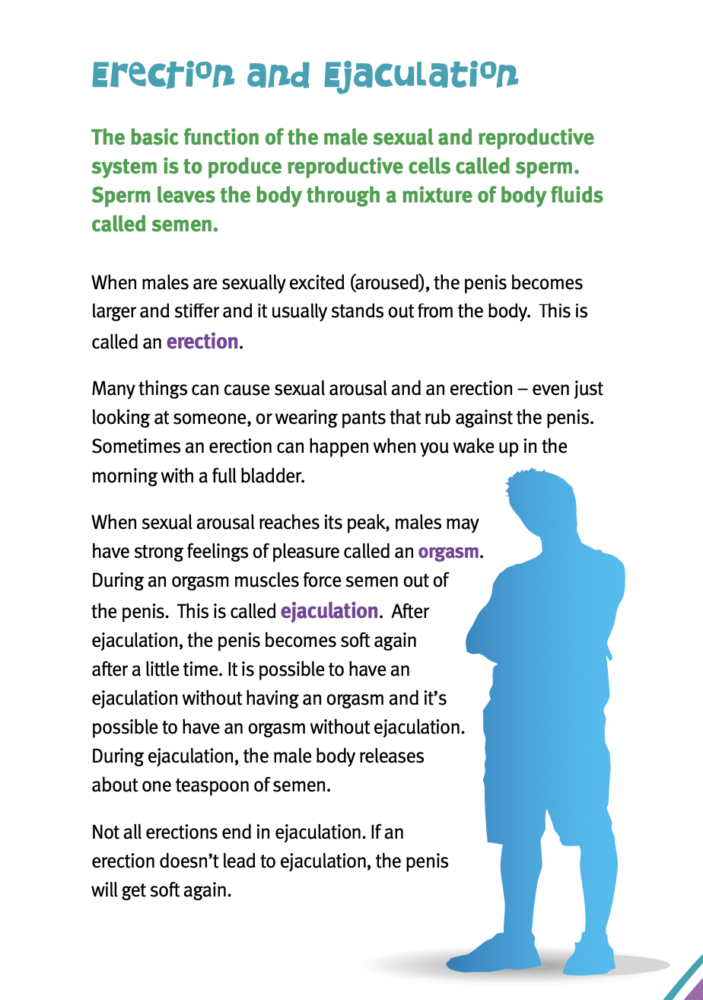 Erection and Ejaculation
The basic function of the male sexual and reproductive
system is to produce reproductive cells called sperm.
Sperm leaves the body through a mixture of body fluids
called semen.
When males are sexually excited (aroused), the penis becomes
larger and stiffer and it usually stands out from the body.  This is
called an erection.
Many things can cause sexual arousal and an erection – even just
looking at someone, or wearing pants that rub against the penis.
Sometimes an erection can happen when you wake up in the
morning with a full bladder.
When sexual arousal reaches its peak, males may
have strong feelings of pleasure called an orgasm.
During an orgasm muscles force semen out of
the penis.  This is called ejaculation.  After
ejaculation, the penis becomes soft again
after a little time. It is possible to have an
ejaculation without having an orgasm and it’s
possible to have an orgasm without ejaculation.
During ejaculation, the male body releases
about one teaspoon of semen.
Not all erections end in ejaculation. If an
erection doesn’t lead to ejaculation, the penis
will get soft again.